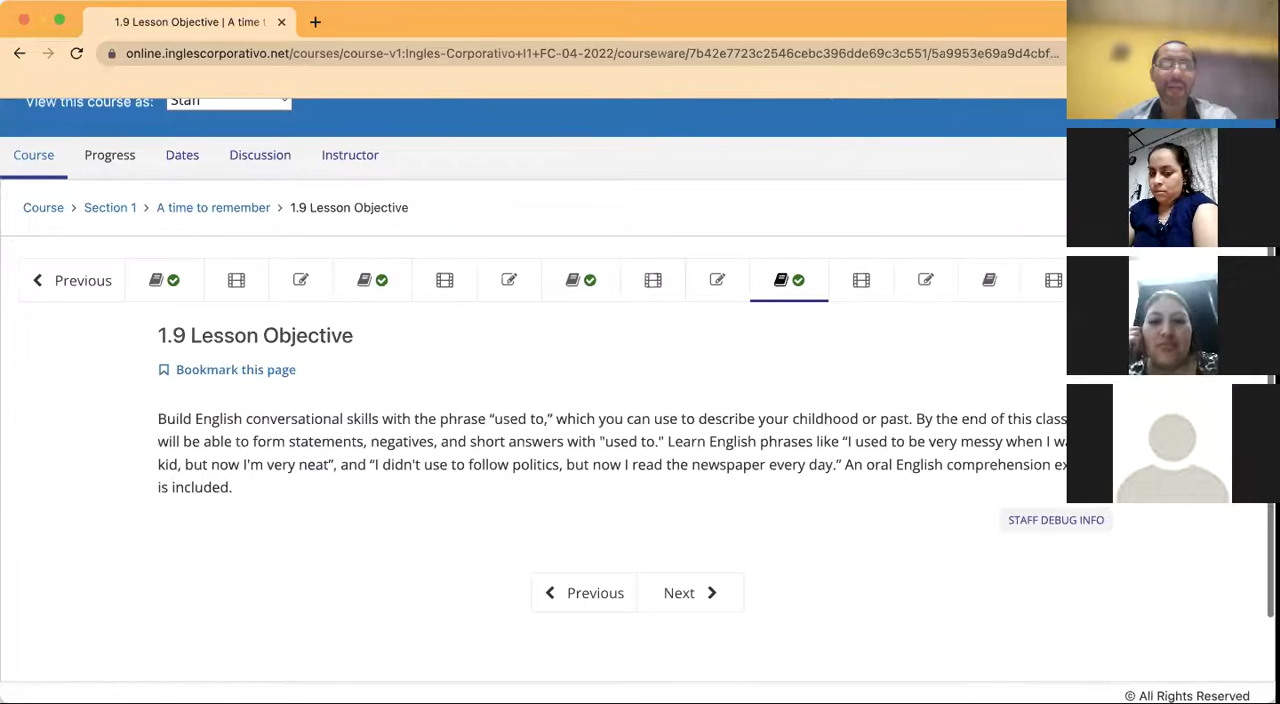 1.9 Lesson Objective | A time t
online.inglescorporativo.net/courses/course-v1:Ingles-Corporativo+I1+FC-04-2022/courseware/7b42e7723c2546cebc396dde69c3c551/5a9953e69a9d4cbf...
View this course as: Staff
Course Progress Dates Discussion Instructor
Course > Section 1 > A time to remember > 1.9 Lesson Objective
Previous
1.9 Lesson Objective
Bookmark this page
Build English conversational skills with the phrase “used to,” which you can use to describe your childhood or past. By the end of this class
will be able to form statements, negatives, and short answers with "used to." Learn English phrases like “I used to be very messy when I wa
kid, but now I'm very neat”, and “I didn't use to follow politics, but now I read the newspaper every day.” An oral English comprehension ex
is included.
STAFF DEBUG INFO
Previous Next
© All Rights Reserved